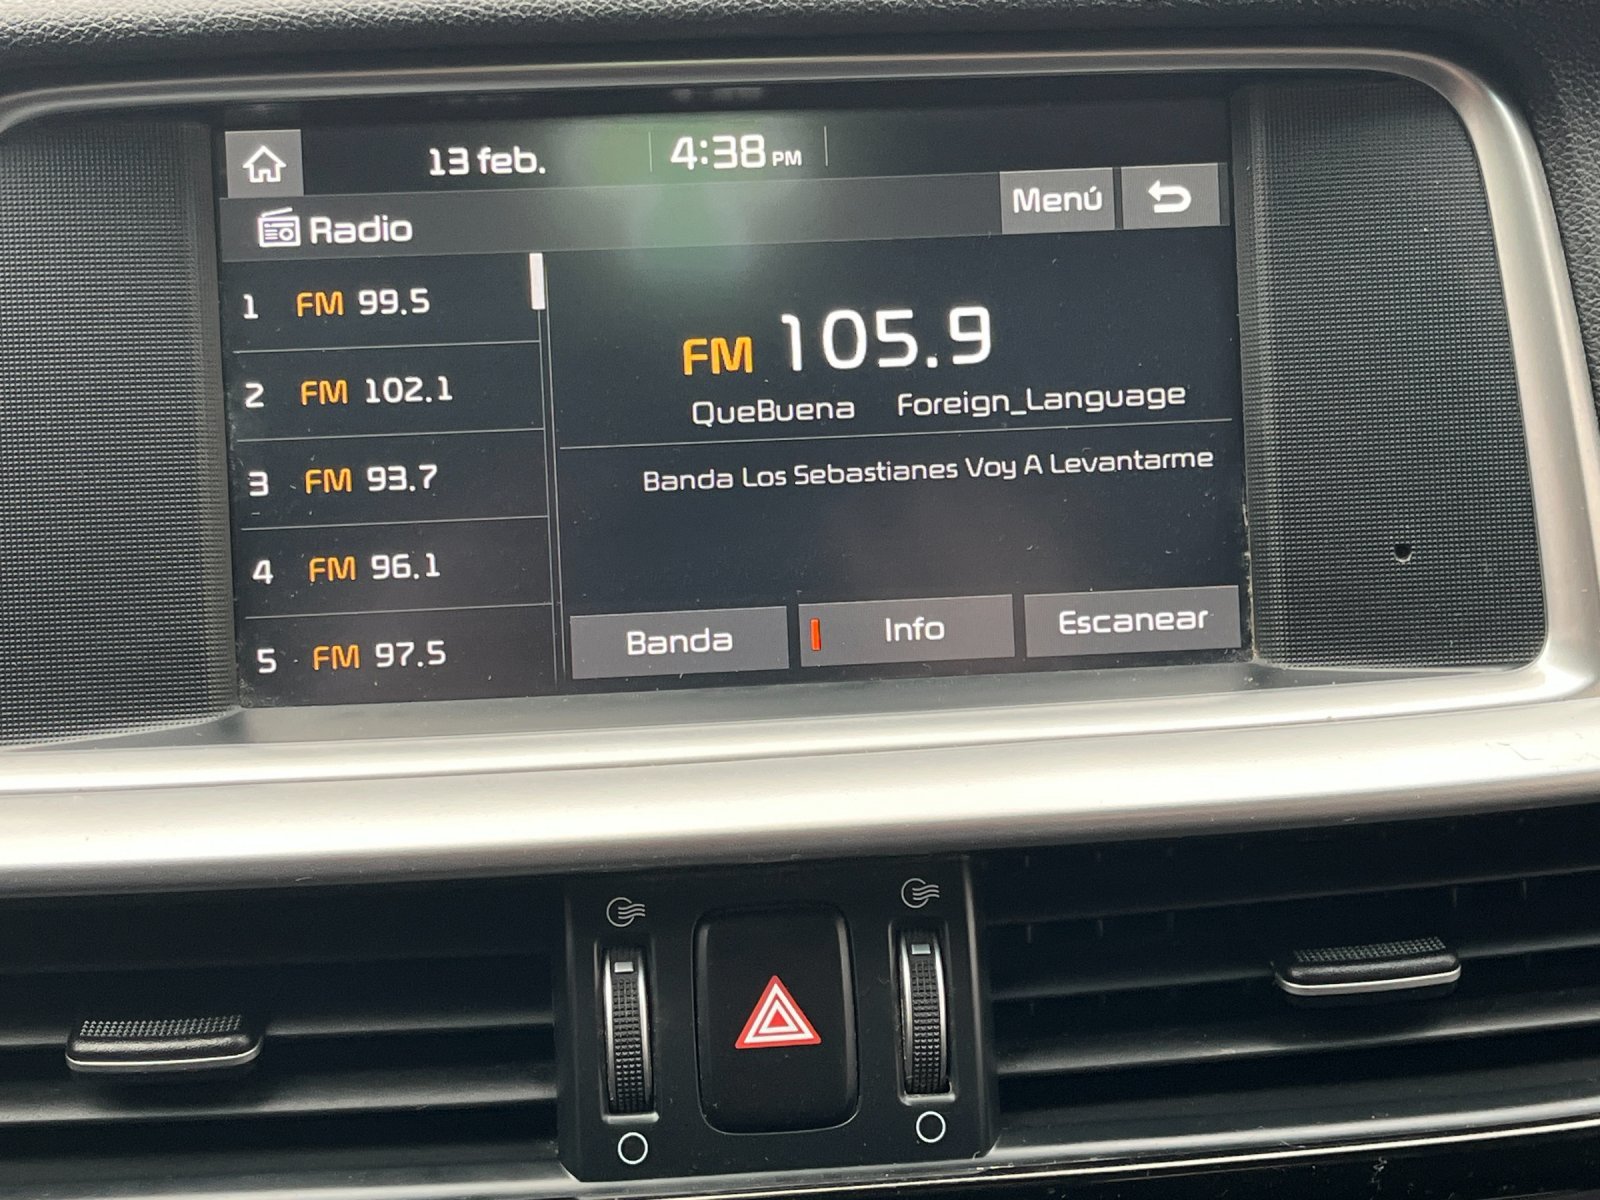 13 feb. 4:38 PM
Radio Menú
1 FM 99.5
2 FM 102.1
3 FM 93.7
4 FM 96.1
5 FM 97.5
FM 105.9
QueBuena Foreign_Language
Banda Los Sebastianes Voy A Levantarme
Banda Info Escanear